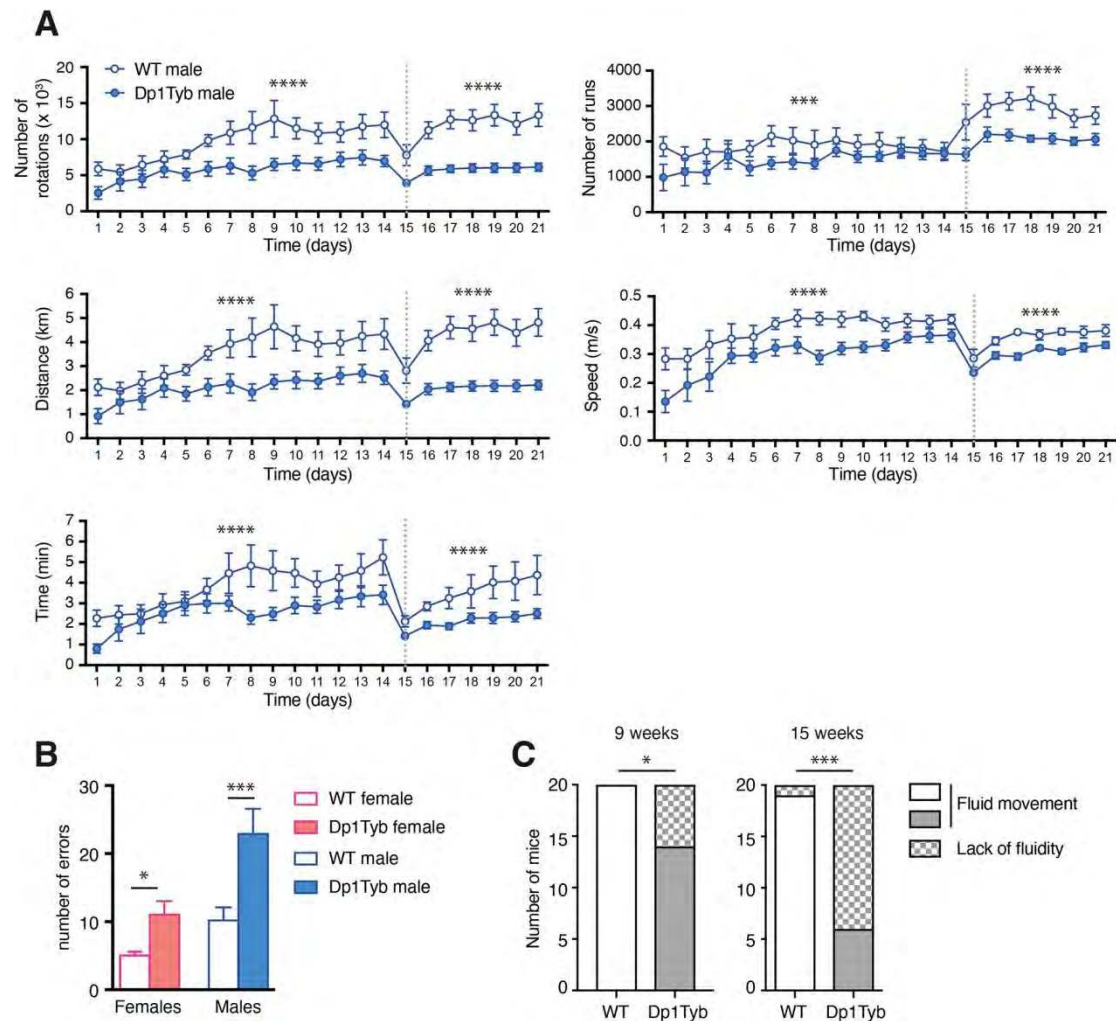 A
Number of
rotations (x 10³)
20
15
10
5
0
WT male
Dp1Tyb male
****
****
1 2 3 4 5 6 7 8 9 10 11 12 13 14 15 16 17 18 19 20 21
Time (days)
Number of runs
4000
3000
2000
1000
0
***
****
1 2 3 4 5 6 7 8 9 10 11 12 13 14 15 16 17 18 19 20 21
Time (days)
Distance (km)
6
5
4
3
2
1
0
****
****
1 2 3 4 5 6 7 8 9 10 11 12 13 14 15 16 17 18 19 20 21
Time (days)
Speed (m/s)
0.5
0.4
0.3
0.2
0.1
0.0
****
****
1 2 3 4 5 6 7 8 9 10 11 12 13 14 15 16 17 18 19 20 21
Time (days)
Time (min)
7
6
5
4
3
2
1
0
****
****
1 2 3 4 5 6 7 8 9 10 11 12 13 14 15 16 17 18 19 20 21
Time (days)
B
number of errors
30
20
10
0
*
***
Females Males
WT female
Dp1Tyb female
WT male
Dp1Tyb male
C
9 weeks
*
Number of mice
20
15
10
5
0
WT Dp1Tyb
15 weeks
***
20
15
10
5
0
WT Dp1Tyb
Fluid movement
Lack of fluidity